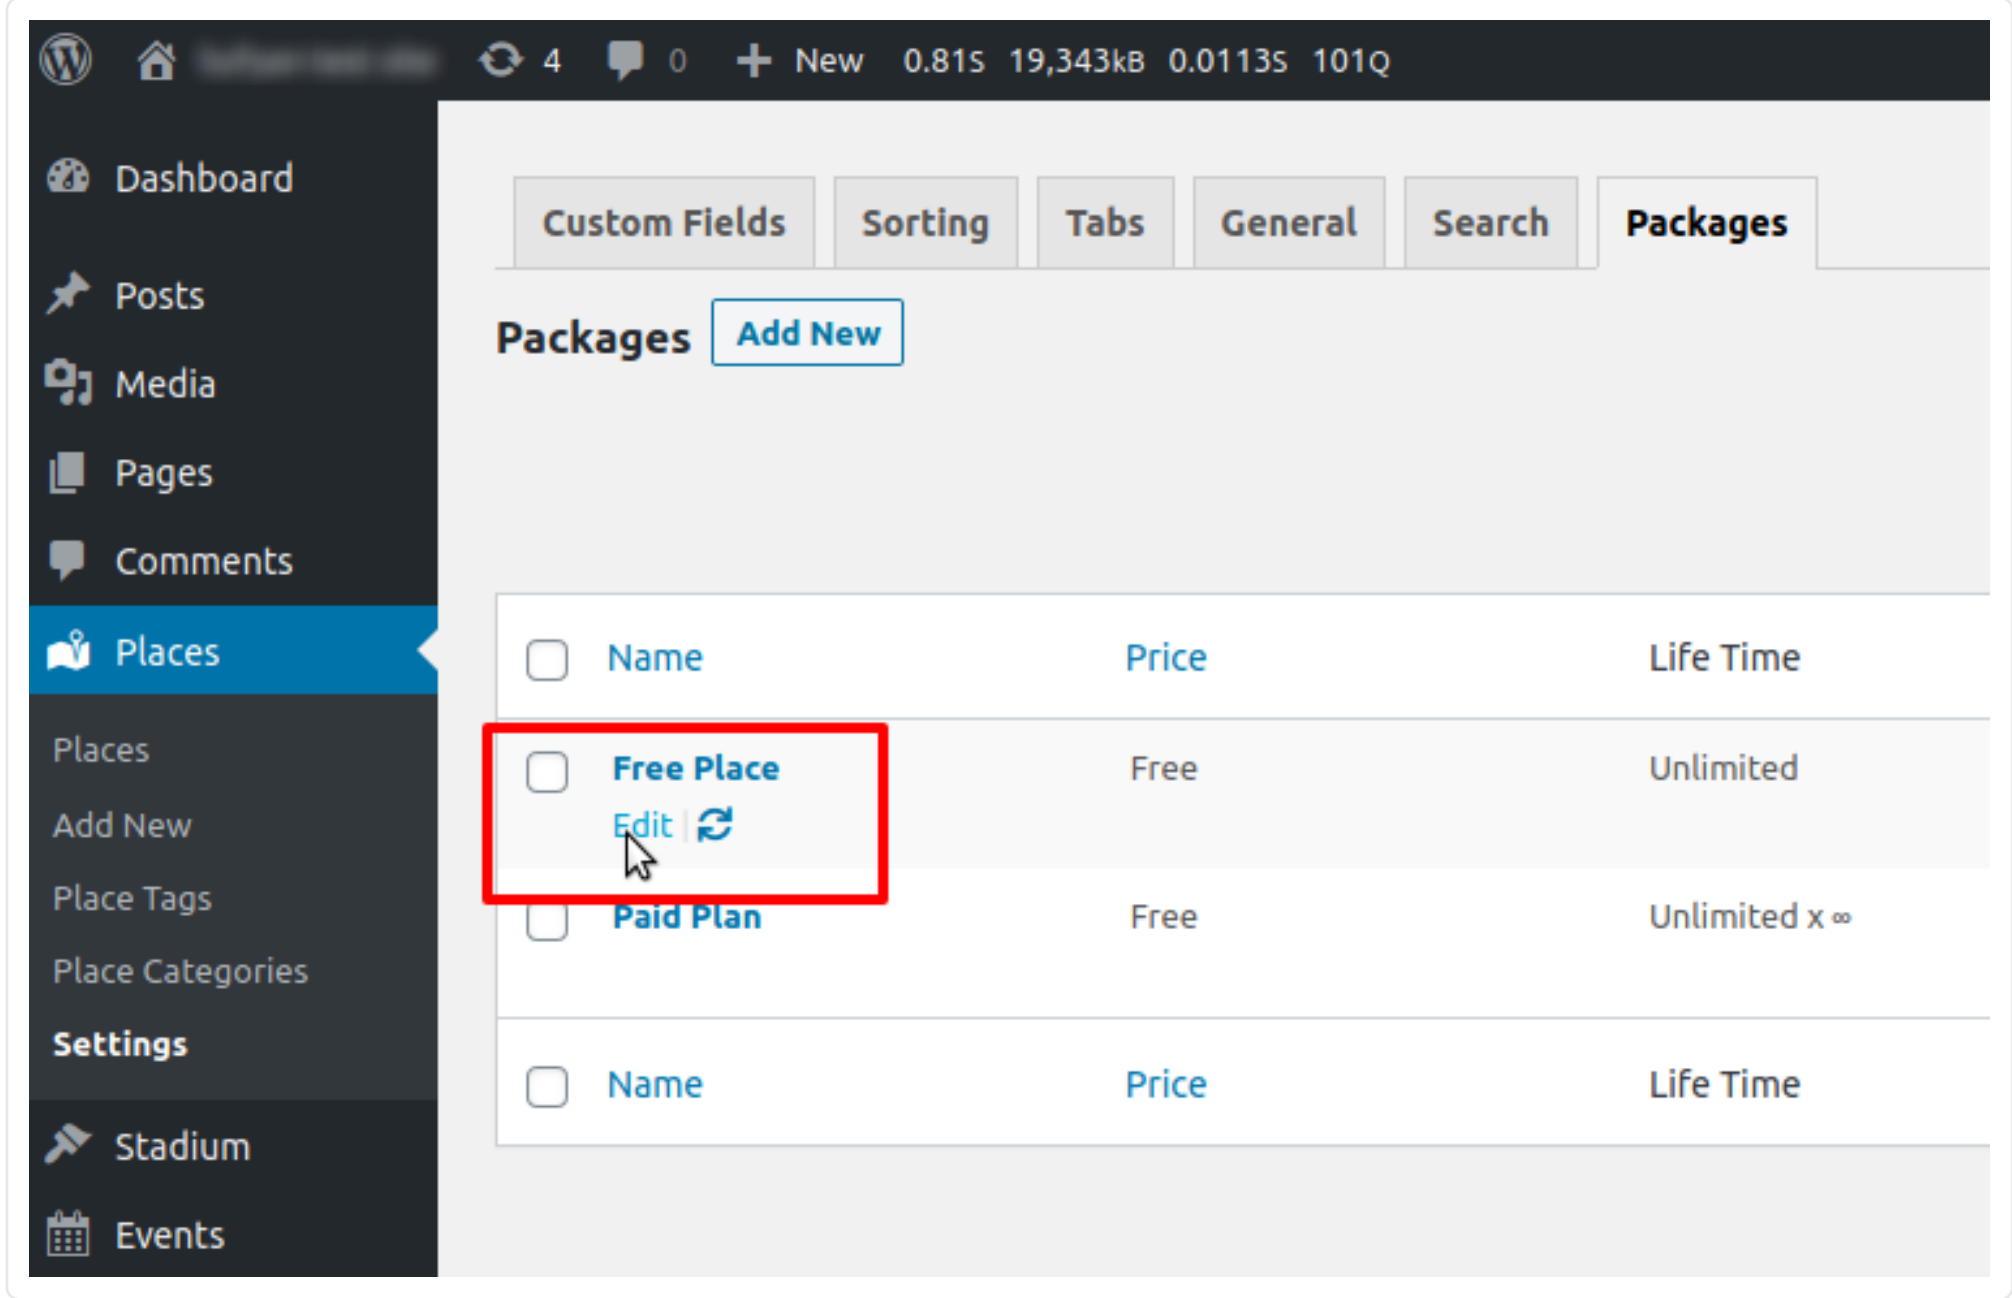 4 0 New 0.81S 19,343KB 0.0113S 101Q
Dashboard
Posts
Media
Pages
Comments
Places
Places
Add New
Place Tags
Place Categories
Settings
Stadium
Events
Custom Fields Sorting Tabs General Search Packages
Packages Add New
Name Price Life Time
Free Place Free Unlimited
Edit |
Paid Plan Free Unlimited x ∞
Name Price Life Time